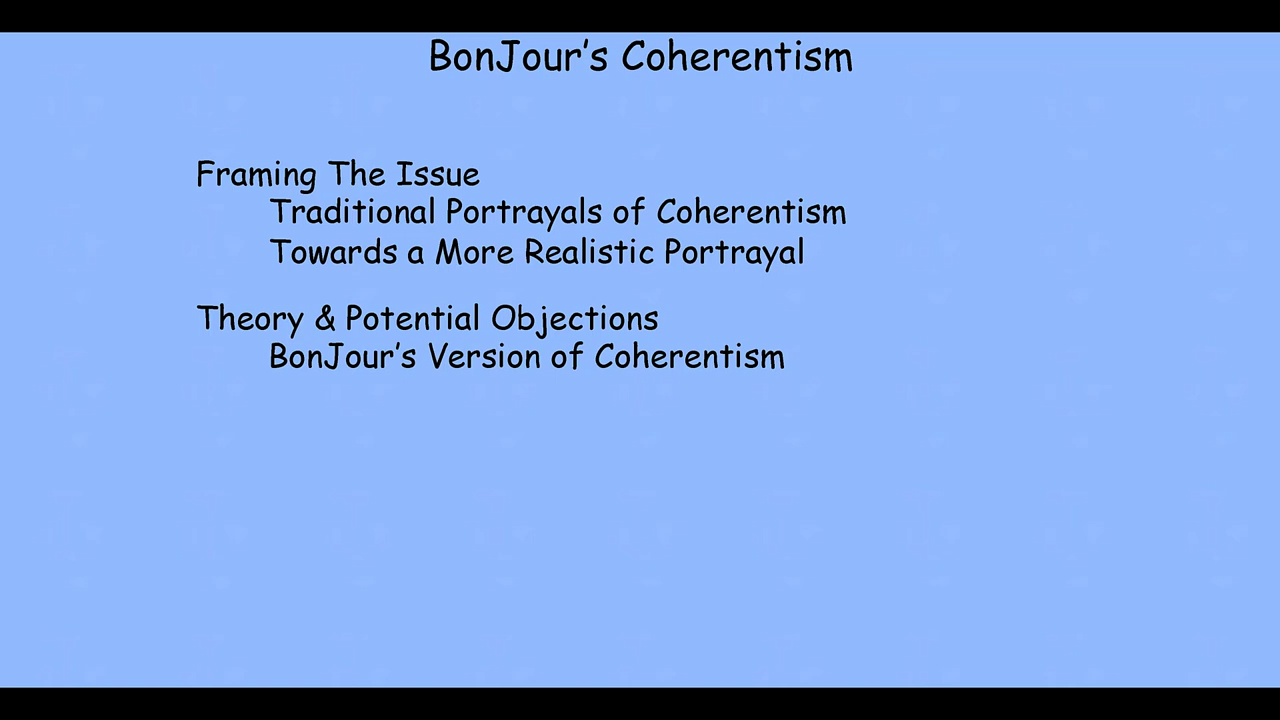 BonJour's Coherentism
Framing The Issue
Traditional Portrayals of Coherentism
Towards a More Realistic Portrayal
Theory & Potential Objections
BonJour's Version of Coherentism